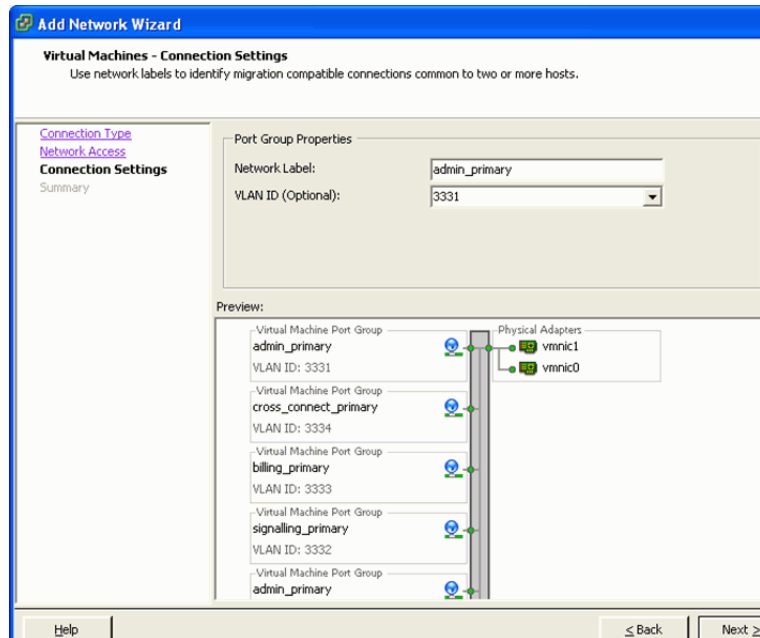 Add Network Wizard
Virtual Machines - Connection Settings
Use network labels to identify migration compatible connections common to two or more hosts.
Connection Type
Network Access
Connection Settings
Summary
Port Group Properties
Network Label:
admin_primary
VLAN ID (Optional):
3331
Preview:
Virtual Machine Port Group
admin_primary
VLAN ID: 3331
Physical Adapters
vmnic1
vmnic0
Virtual Machine Port Group
cross_connect_primary
VLAN ID: 3334
Virtual Machine Port Group
billing_primary
VLAN ID: 3333
Virtual Machine Port Group
signalling_primary
VLAN ID: 3332
Virtual Machine Port Group
admin_primary
Help
< Back
Next >